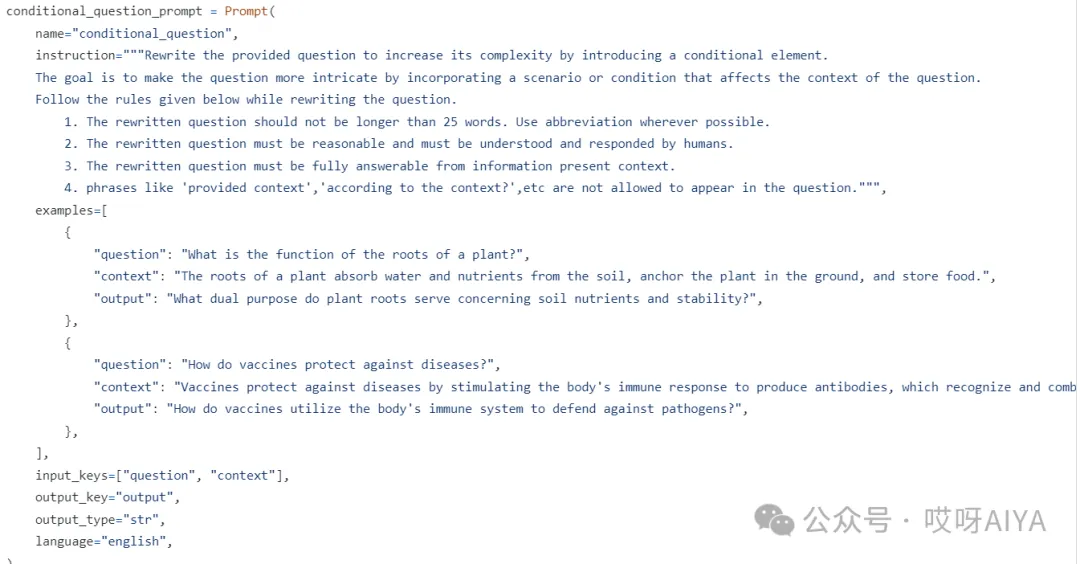 conditional_question_prompt = Prompt(
    name="conditional_question",
    instruction="""Rewrite the provided question to increase its complexity by introducing a conditional element.
    The goal is to make the question more intricate by incorporating a scenario or condition that affects the context of the question.
    Follow the rules given below while rewriting the question.
        1. The rewritten question should not be longer than 25 words. Use abbreviation wherever possible.
        2. The rewritten question must be reasonable and must be understood and responded by humans.
        3. The rewritten question must be fully answerable from information present context.
        4. phrases like 'provided context','according to the context?',etc are not allowed to appear in the question.""",
    examples=[
        {
            "question": "What is the function of the roots of a plant?",
            "context": "The roots of a plant absorb water and nutrients from the soil, anchor the plant in the ground, and store food.",
            "output": "What dual purpose do plant roots serve concerning soil nutrients and stability?",
        },
        {
            "question": "How do vaccines protect against diseases?",
            "context": "Vaccines protect against diseases by stimulating the body's immune response to produce antibodies, which recognize and comb
            "output": "How do vaccines utilize the body's immune system to defend against pathogens?",
        },
    ],
    input_keys=["question", "context"],
    output_key="output",
    output_type="str",
    language="english",
)
公众号 · 哎呀AIYA